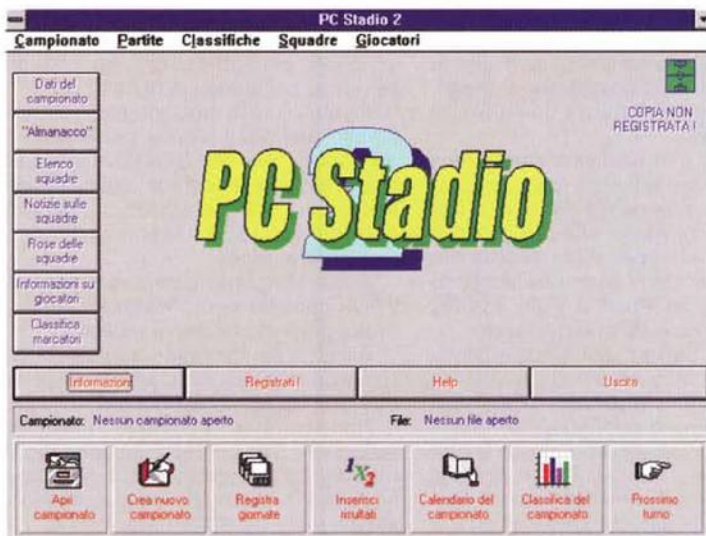 PC Stadio 2
Campionato Partite Classifiche Squadre Giocatori
Dati del
campionato
"Almanacco"
Elenco
squadre
Notizie sulle
squadre
Rose delle
squadre
Informazioni su
giocatori
Classifica
marcatori
COPIA NON
REGISTRATA!
2
PC Stadio
Informazioni Registrati! Help Uscita
Campionato: Nessun campionato aperto File: Nessun file aperto
1X2
Apri
campionato
Crea nuovo
campionato
Registra
giornate
Inserisci
risultati
Calendario del
campionato
Classifica del
campionato
Prossimo
turno